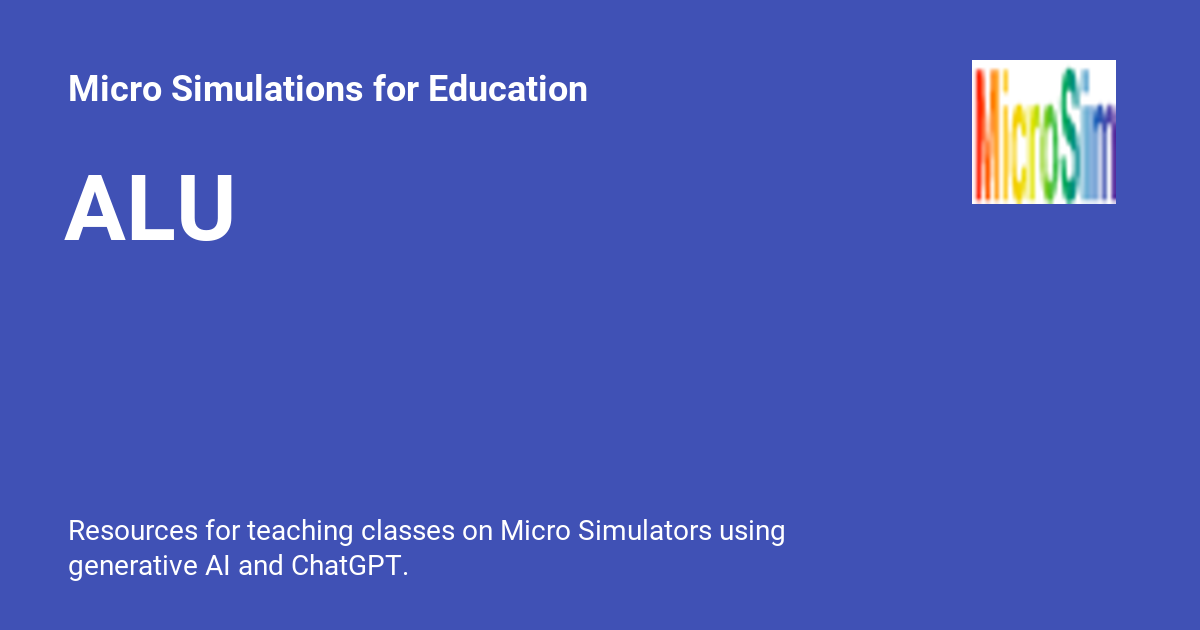 Micro Simulations for Education
MicroSim
ALU
Resources for teaching classes on Micro Simulators using
generative AI and ChatGPT.